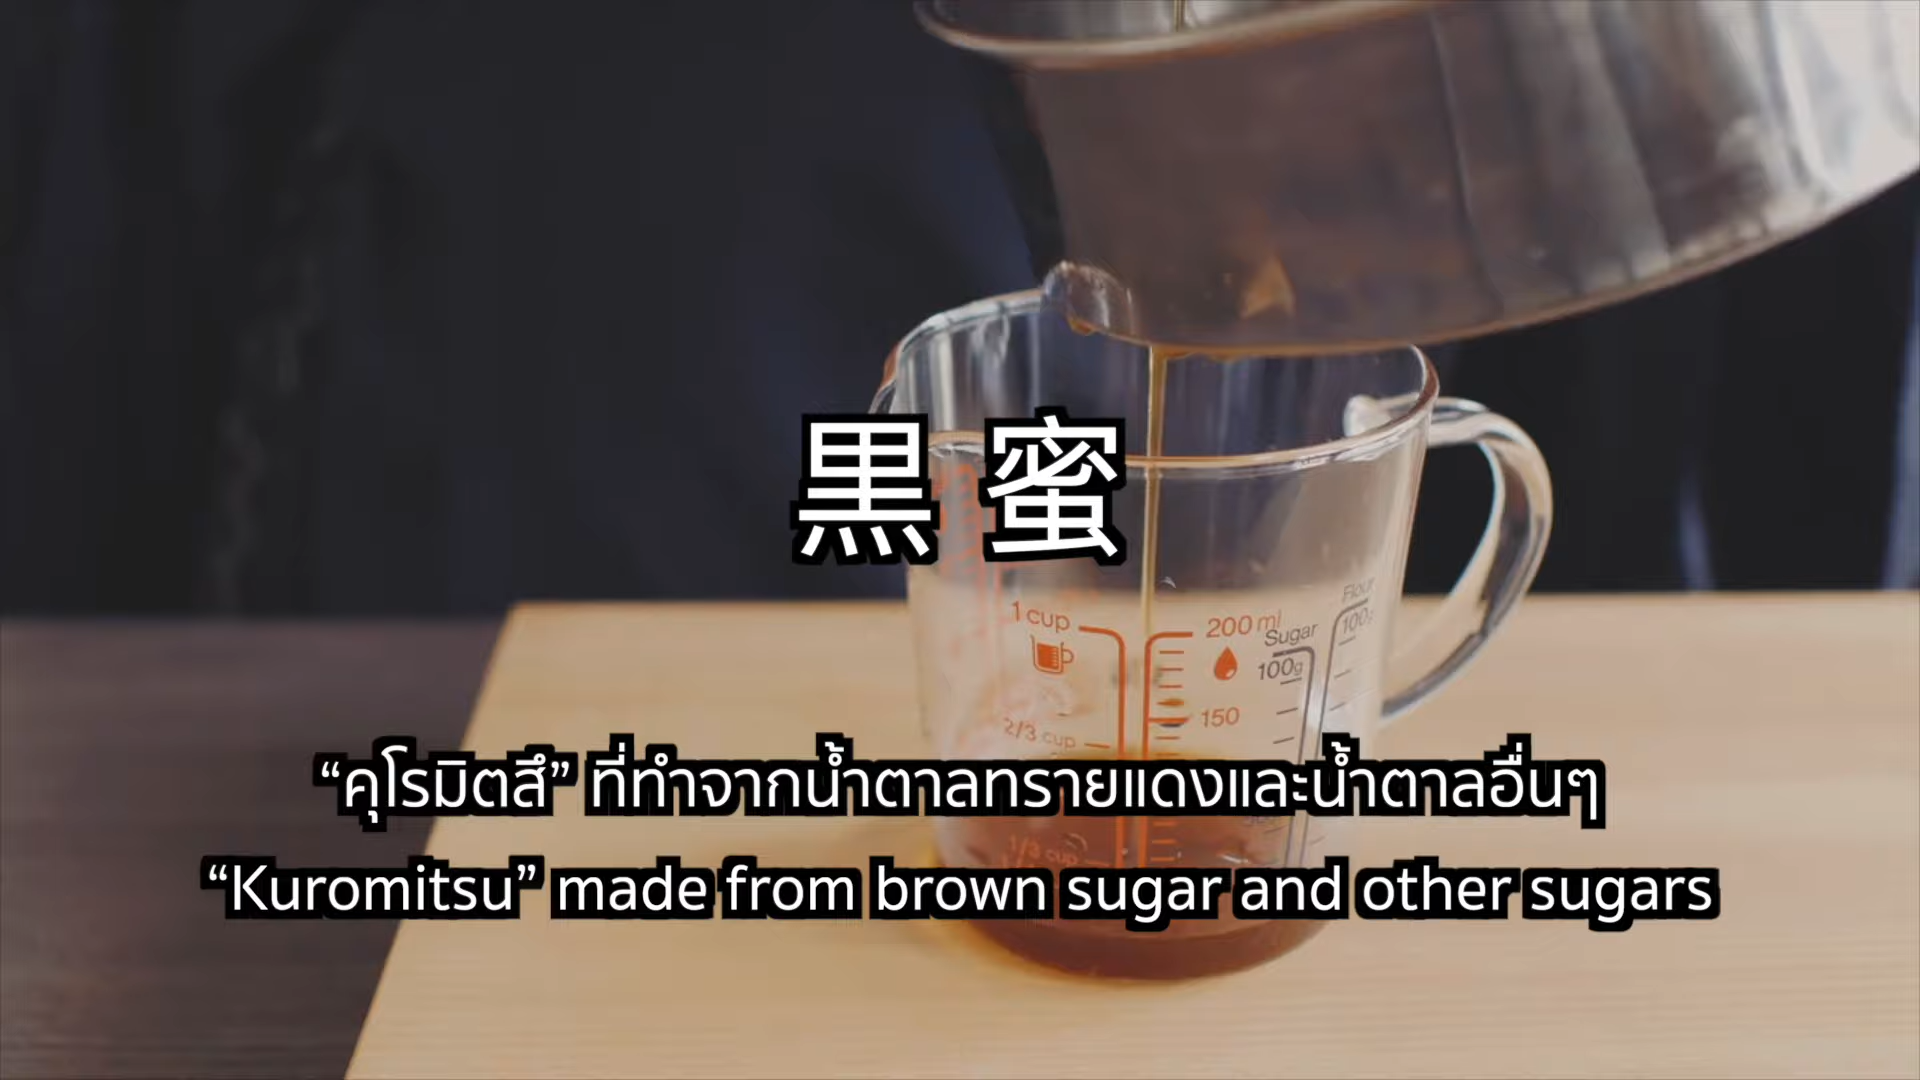 黒蜜
1 cup
200 ml
Sugar
100g
Flour
100g
150
2/3 cup
“คุโรมิตสึ” ที่ทำจากน้ำตาลทรายแดงและน้ำตาลอื่นๆ
1/3 cup
“Kuromitsu” made from brown sugar and other sugars